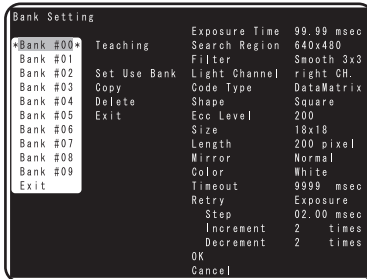 Bank Setting
Exposure Time 99.99 msec
*Bank #00* Teaching Search Region 640x480
Bank #01 Filter Smooth 3x3
Bank #02 Set Use Bank Light Channel right CH.
Bank #03 Copy Code Type DataMatrix
Bank #04 Delete Shape Square
Bank #05 Exit Ecc Level 200
Bank #06 Size 18x18
Bank #07 Length 200 pixel
Bank #08 Mirror Normal
Bank #09 Color White
Exit Timeout 9999 msec
Retry Exposure
Step 02.00 msec
Increment 2 times
Decrement 2 times
OK
Cancel